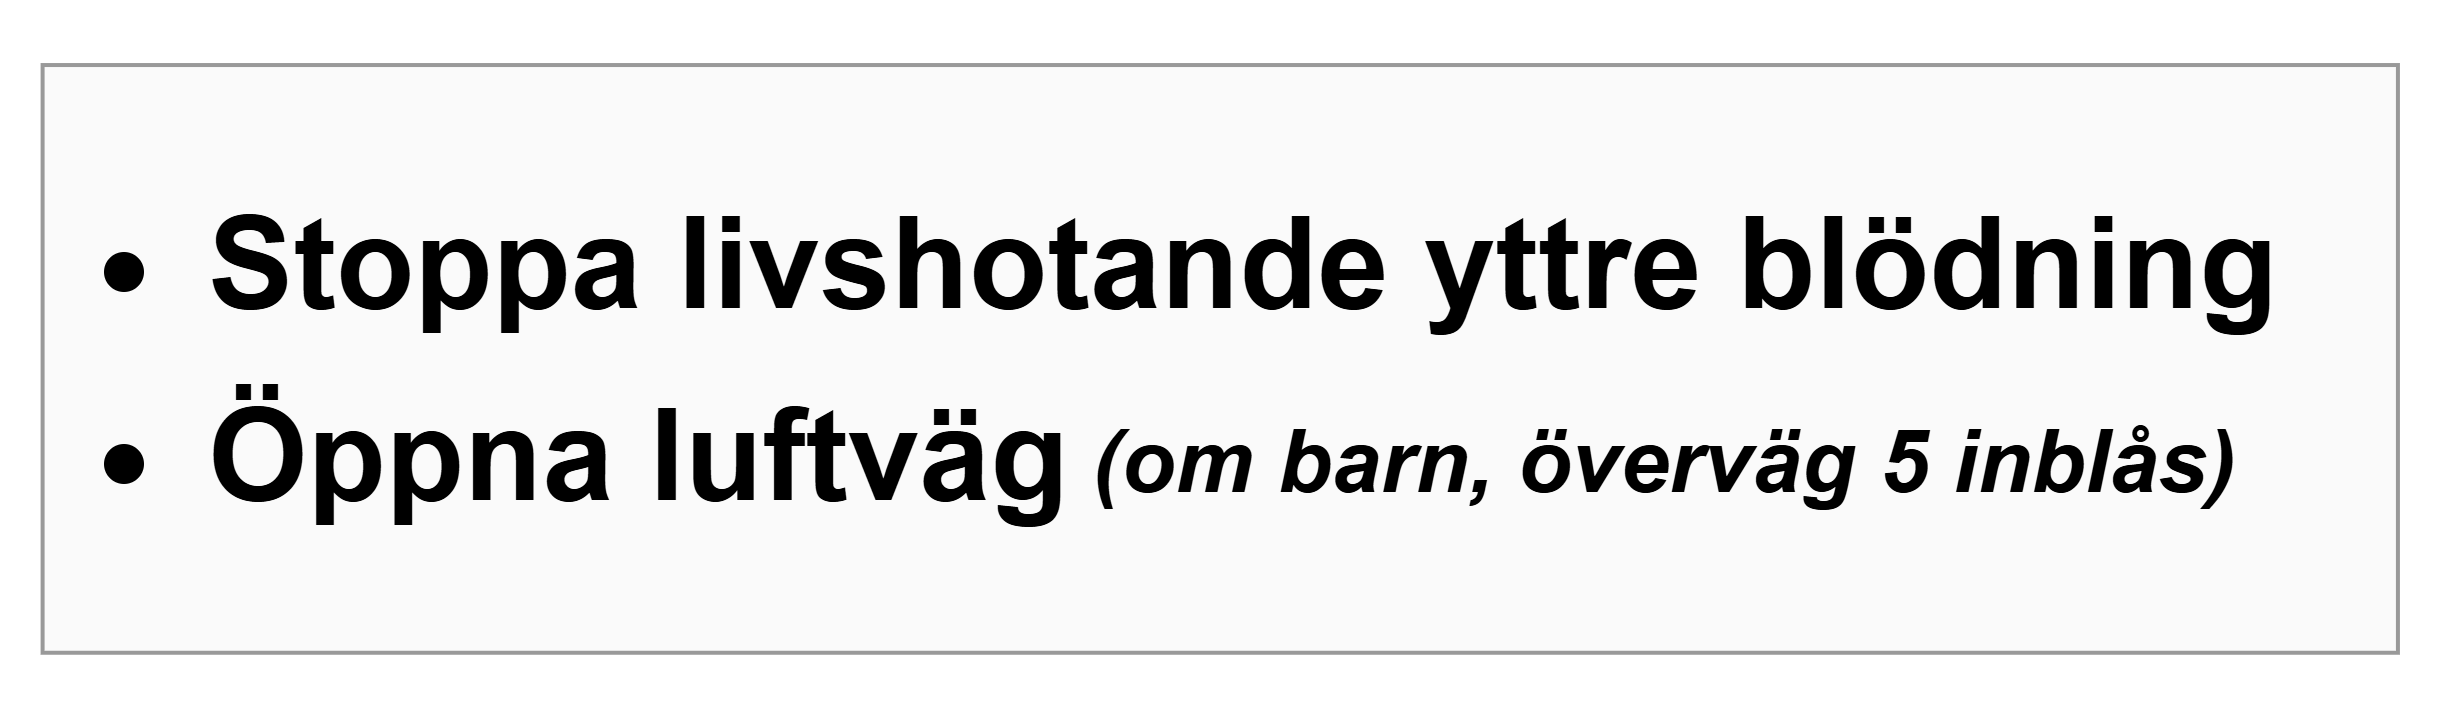 • Stoppa livshotande yttre blödning
• Öppna luftväg (om barn, överväg 5 inblås)